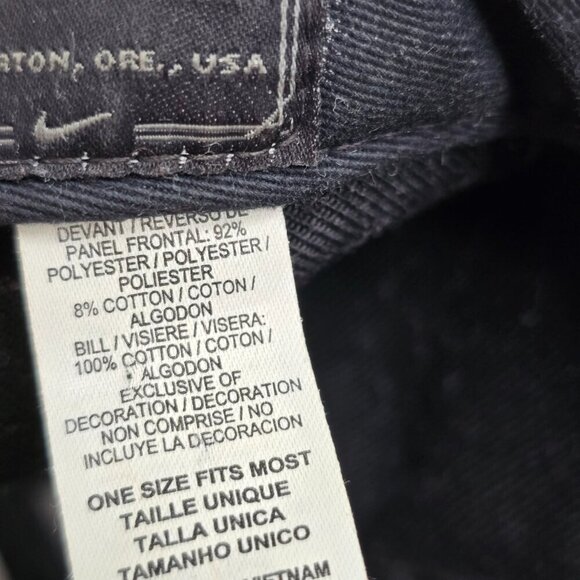 RTON, ORE., USA
DEVANT / REVERSO DE
PANEL FRONTAL: 92%
POLYESTER / POLYESTER /
POLIESTER
8% COTTON / COTON /
ALGODON
BILL / VISIERE / VISERA:
100% COTTON / COTON /
ALGODON
EXCLUSIVE OF
DECORATION / DECORATION
NON COMPRISE / NO
INCLUYE LA DECORACION
ONE SIZE FITS MOST
TAILLE UNIQUE
TALLA UNICA
TAMANHO UNICO
VIETNAM